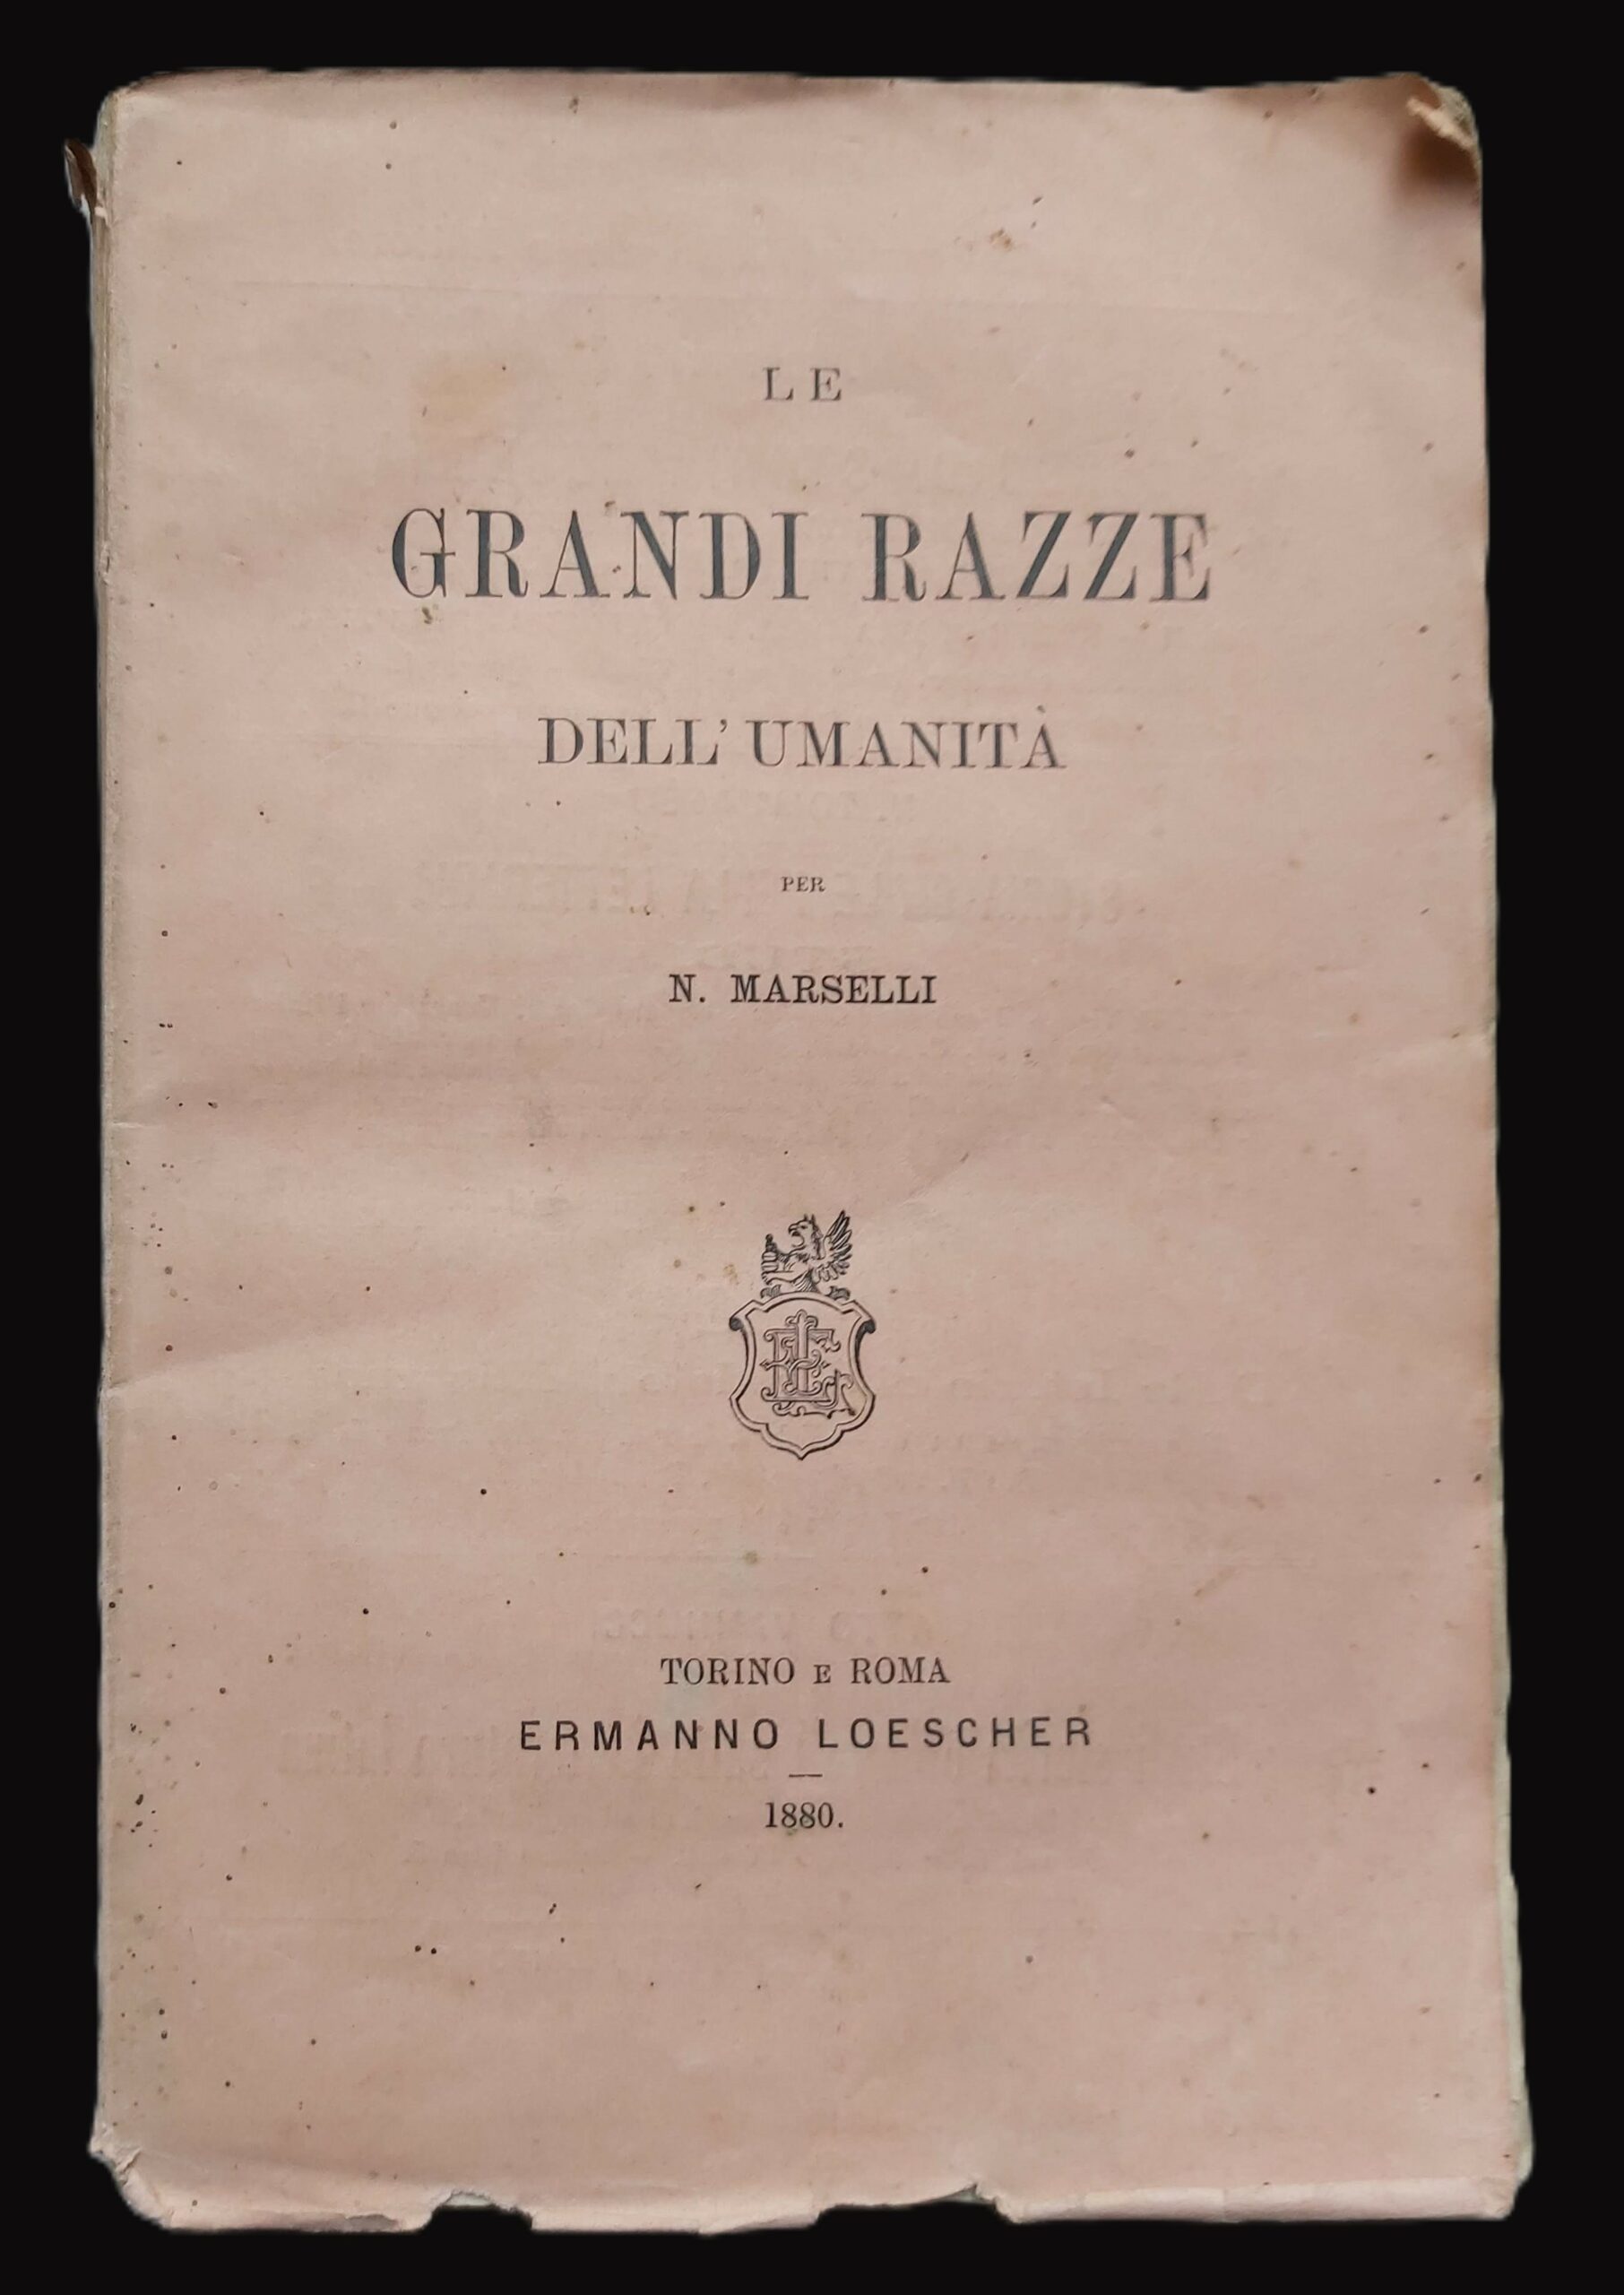 LE
GRANDI RAZZE
DELL' UMANITÀ
PER
N. MARSELLI
TORINO E ROMA
ERMANNO LOESCHER
1880.